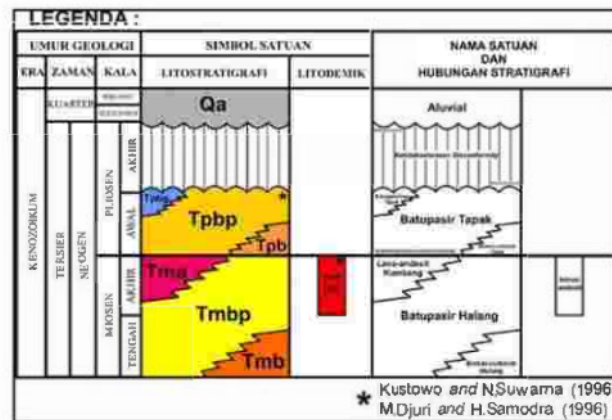 LEGENDA :
UMUR GEOLOGI
SIMBOL SATUAN
NAMA SATUAN
DAN
HUBUNGAN STRATIGRAFI
ERA
ZAMAN
KALA
LITOSTRATIGRAFI
LITODEMIK
KENOZOIKUM
KUARTER
TERSIER
NEOGEN
PLIOSEN
AKHIR
AWAL
MIOSEN
AKHIR
TENGAH
Qa
Tpbp
Tpb
Tma
Tmbp
Tmb
Aluvial
Batupasir Tapak
Lava-andesit
Kumbang
Batupasir Halang
* Kustowo and N,Suwarna (1996
M.Djuri and H.Samodra (1996)